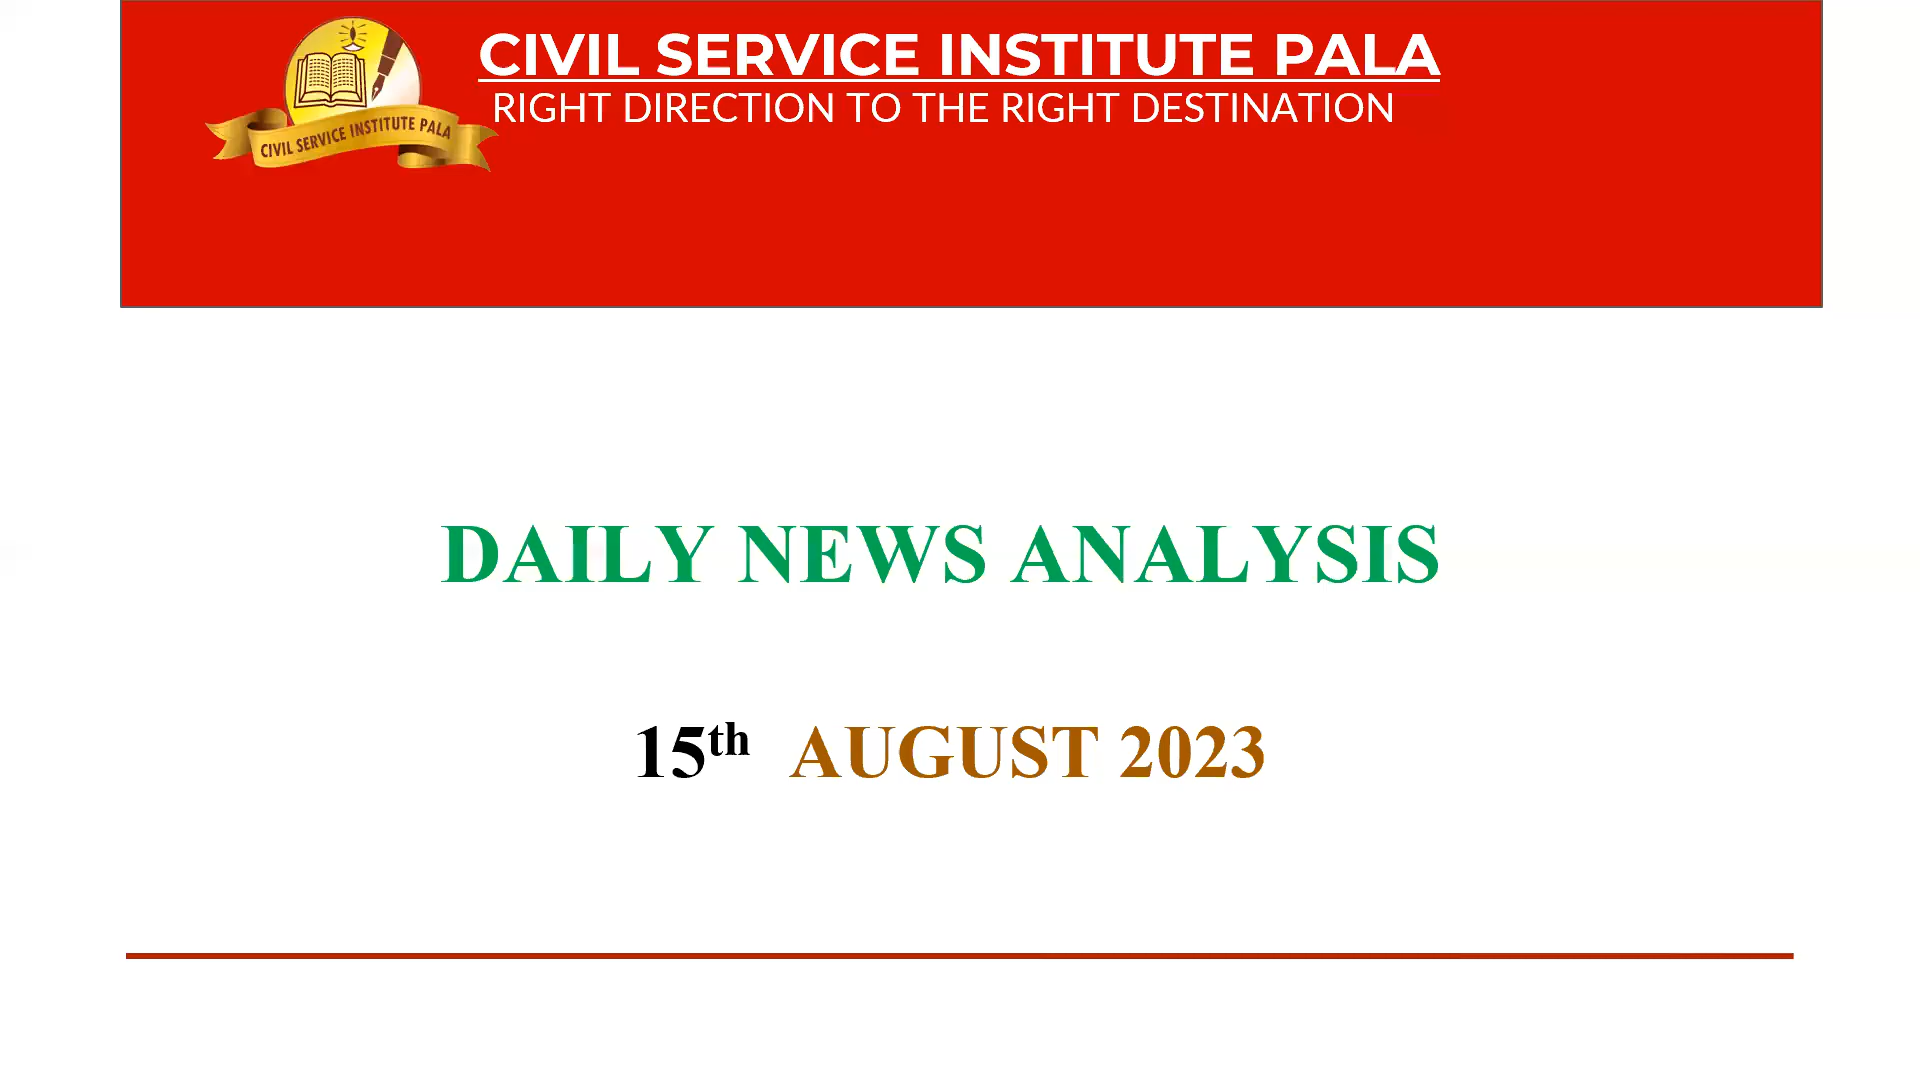 CIVIL SERVICE INSTITUTE PALA
RIGHT DIRECTION TO THE RIGHT DESTINATION
CIVIL SERVICE INSTITUTE PALA
DAILY NEWS ANALYSIS
15th AUGUST 2023